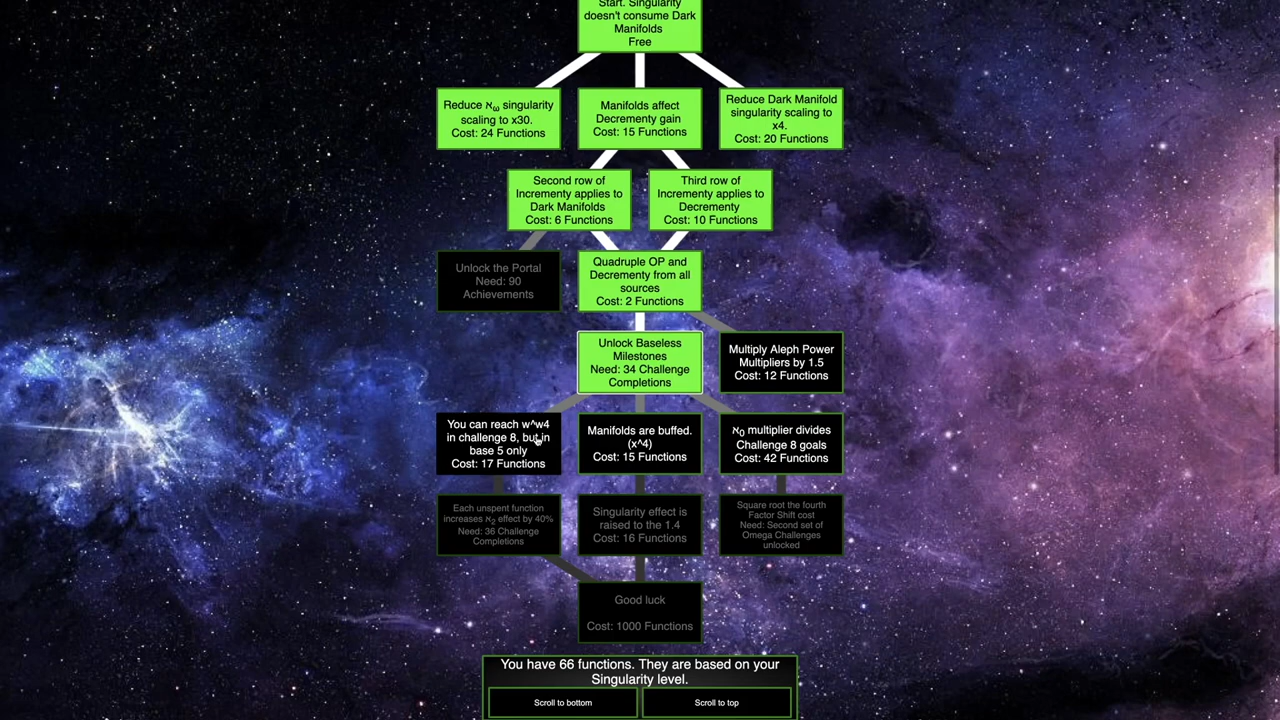 Start. Singularity
doesn't consume Dark
Manifolds
Free
Reduce ℵω singularity
scaling to x30.
Cost: 24 Functions
Manifolds affect
Decrementy gain
Cost: 15 Functions
Reduce Dark Manifold
singularity scaling to
x4.
Cost: 20 Functions
Second row of
Incrementy applies to
Dark Manifolds
Cost: 6 Functions
Third row of
Incrementy applies to
Decrementy
Cost: 10 Functions
Unlock the Portal
Need: 90
Achievements
Quadruple OP and
Decrementy from all
sources
Cost: 2 Functions
Unlock Baseless
Milestones
Need: 34 Challenge
Completions
Multiply Aleph Power
Multipliers by 1.5
Cost: 12 Functions
You can reach w^w4
in challenge 8, but in
base 5 only
Cost: 17 Functions
Manifolds are buffed.
(x^4)
Cost: 15 Functions
ℵ0 multiplier divides
Challenge 8 goals
Cost: 42 Functions
Each unspent function
increases ℵ2 effect by 40%
Need: 36 Challenge
Completions
Singularity effect is
raised to the 1.4
Cost: 16 Functions
Square root the fourth
Factor Shift cost
Need: Second set of
Omega Challenges
unlocked
Good luck
Cost: 1000 Functions
You have 66 functions. They are based on your
Singularity level.
Scroll to bottom
Scroll to top